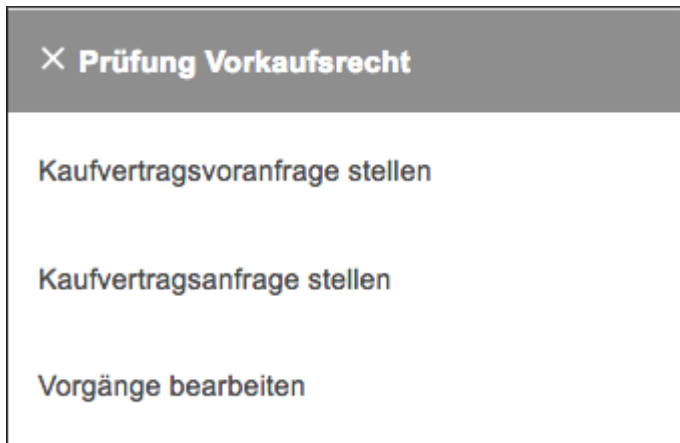 Prüfung Vorkaufsrecht
Kaufvertragsvoranfrage stellen
Kaufvertragsanfrage stellen
Vorgänge bearbeiten